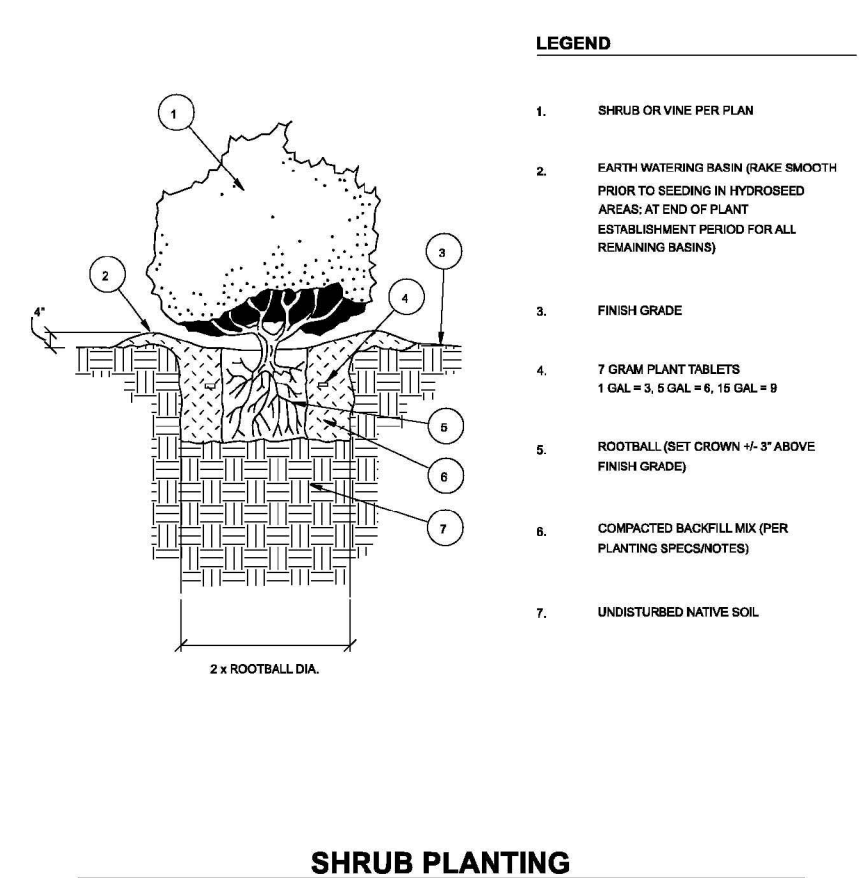 LEGEND
1. SHRUB OR VINE PER PLAN
2. EARTH WATERING BASIN (RAKE SMOOTH
PRIOR TO SEEDING IN HYDROSEED
AREAS; AT END OF PLANT
ESTABLISHMENT PERIOD FOR ALL
REMAINING BASINS)
3. FINISH GRADE
4. 7 GRAM PLANT TABLETS
1 GAL = 3, 5 GAL = 6, 15 GAL = 9
5. ROOTBALL (SET CROWN +/- 3" ABOVE
FINISH GRADE)
6. COMPACTED BACKFILL MIX (PER
PLANTING SPECS/NOTES)
7. UNDISTURBED NATIVE SOIL
1
2
3
4
4"
5
6
7
2 x ROOTBALL DIA.
SHRUB PLANTING